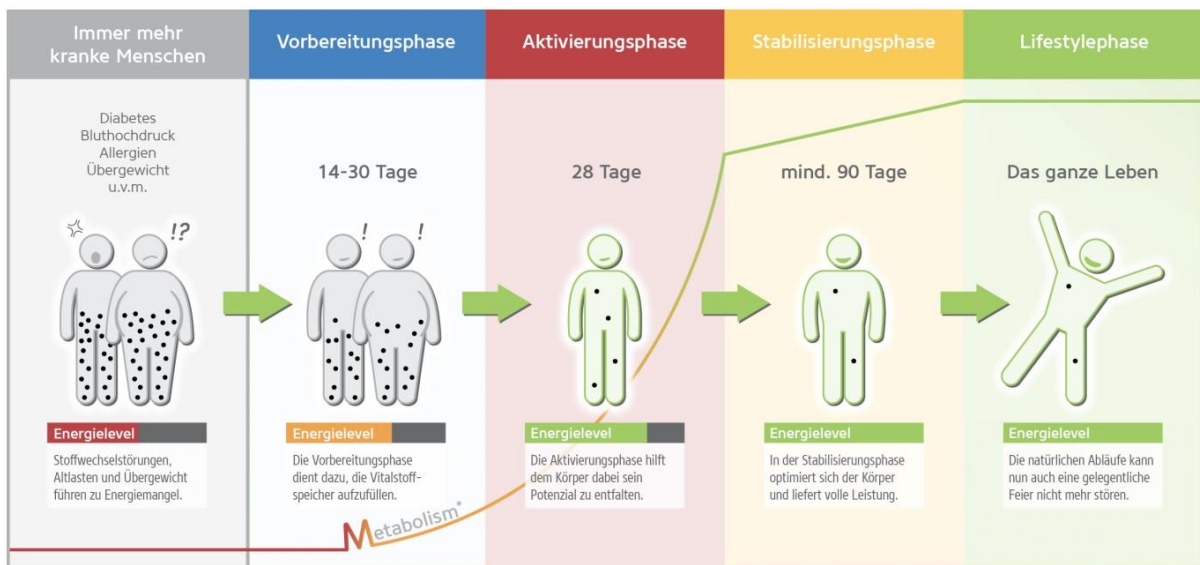 Immer mehr
kranke Menschen
Vorbereitungsphase
Aktivierungsphase
Stabilisierungsphase
Lifestylephase
Diabetes
Bluthochdruck
Allergien
Übergewicht
u.v.m.
14-30 Tage
28 Tage
mind. 90 Tage
Das ganze Leben
!?
!
!
Energielevel
Stoffwechselstörungen,
Altlasten und Übergewicht
führen zu Energiemangel.
Energielevel
Die Vorbereitungsphase
dient dazu, die Vitalstoff-
speicher aufzufüllen.
Energielevel
Die Aktivierungsphase hilft
dem Körper dabei sein
Potenzial zu entfalten.
Energielevel
In der Stabilisierungsphase
optimiert sich der Körper
und liefert volle Leistung.
Energielevel
Die natürlichen Abläufe kann
nun auch eine gelegentliche
Feier nicht mehr stören.
Metabolism®